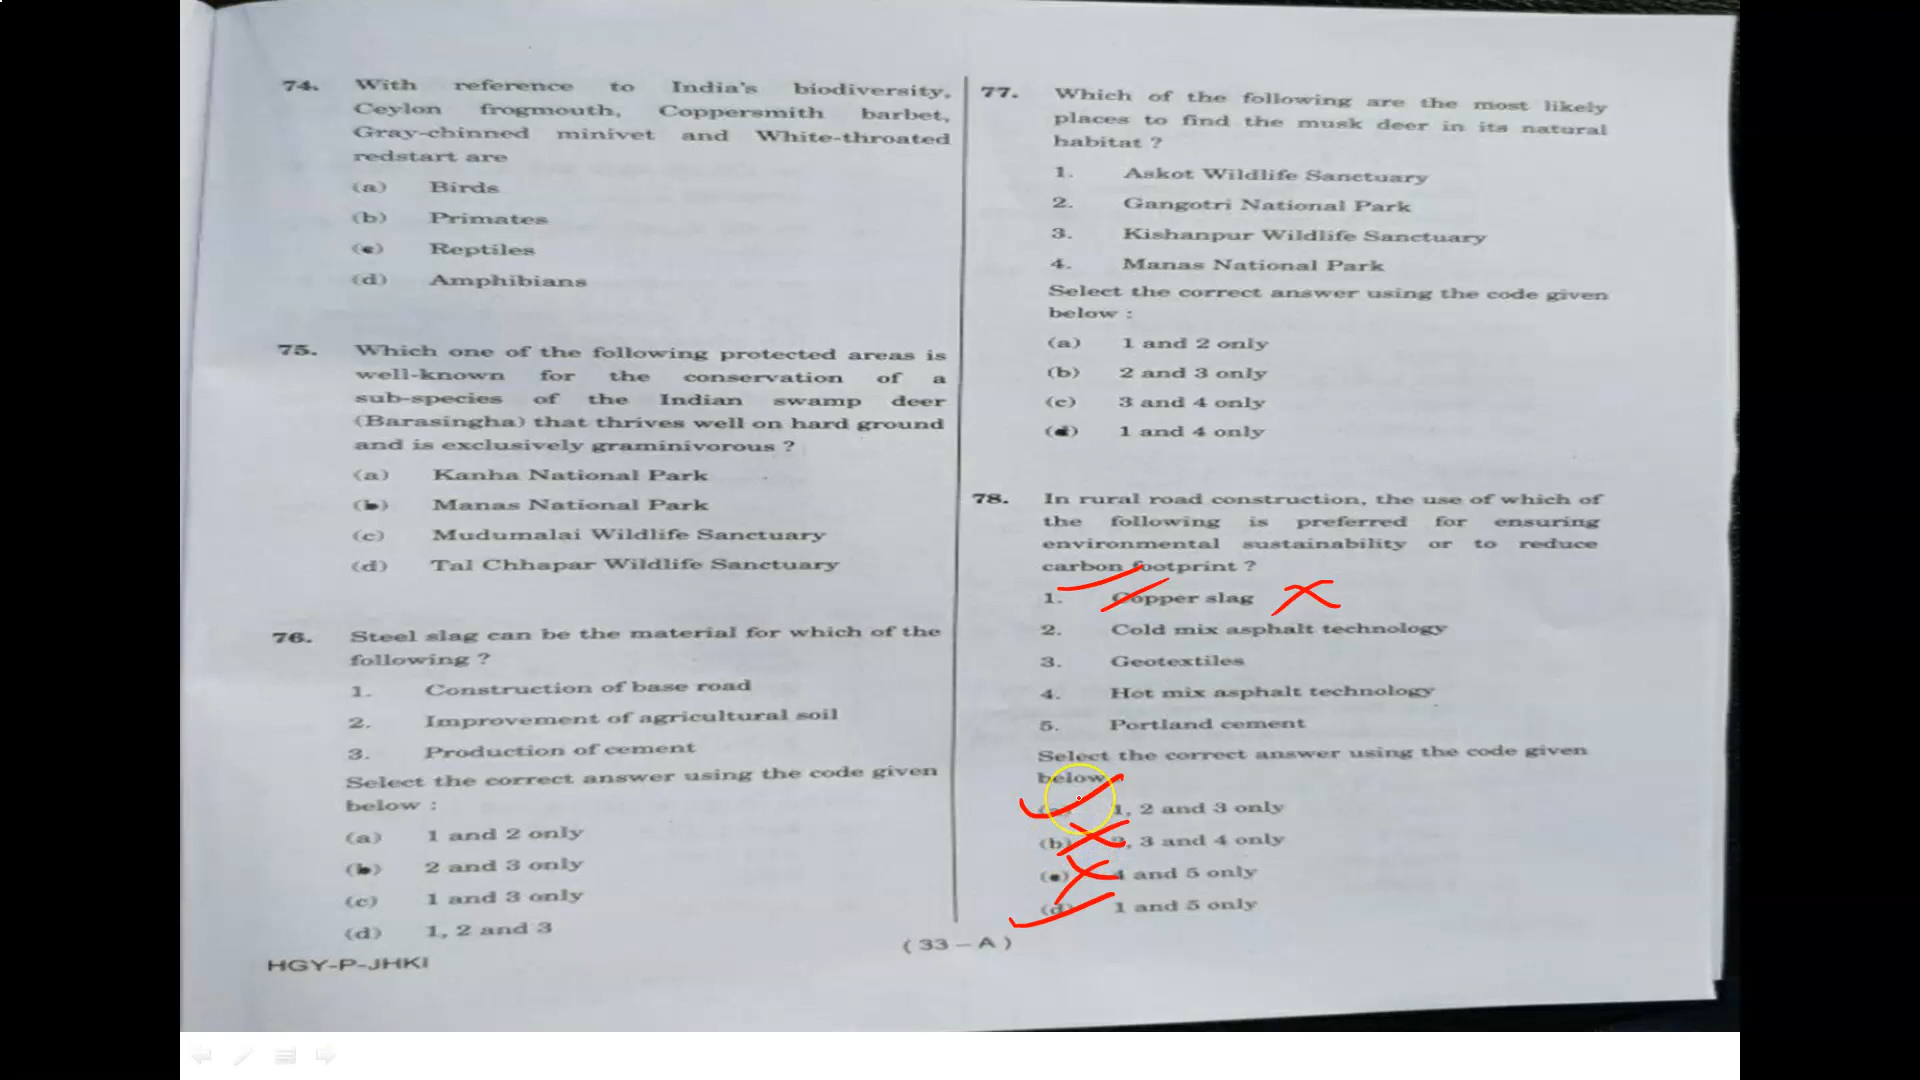 74. With reference to India's biodiversity,
Ceylon frogmouth, Coppersmith barbet,
Gray-chinned minivet and White-throated
redstart are
(a) Birds
(b) Primates
(c) Reptiles
(d) Amphibians
75. Which one of the following protected areas is
well-known for the conservation of a
sub-species of the Indian swamp deer
(Barasingha) that thrives well on hard ground
and is exclusively graminivorous ?
(a) Kanha National Park
(b) Manas National Park
(c) Mudumalai Wildlife Sanctuary
(d) Tal Chhapar Wildlife Sanctuary
76. Steel slag can be the material for which of the
following ?
1. Construction of base road
2. Improvement of agricultural soil
3. Production of cement
Select the correct answer using the code given
below :
(a) 1 and 2 only
(b) 2 and 3 only
(c) 1 and 3 only
(d) 1, 2 and 3
HGY-P-JHKI
77. Which of the following are the most likely
places to find the musk deer in its natural
habitat ?
1. Askot Wildlife Sanctuary
2. Gangotri National Park
3. Kishanpur Wildlife Sanctuary
4. Manas National Park
Select the correct answer using the code given
below :
(a) 1 and 2 only
(b) 2 and 3 only
(c) 3 and 4 only
(d) 1 and 4 only
78. In rural road construction, the use of which of
the following is preferred for ensuring
environmental sustainability or to reduce
carbon footprint ?
1. Copper slag
2. Cold mix asphalt technology
3. Geotextiles
4. Hot mix asphalt technology
5. Portland cement
Select the correct answer using the code given
below
(a) 1, 2 and 3 only
(b) 2, 3 and 4 only
(c) 4 and 5 only
(d) 1 and 5 only
( 33 – A )